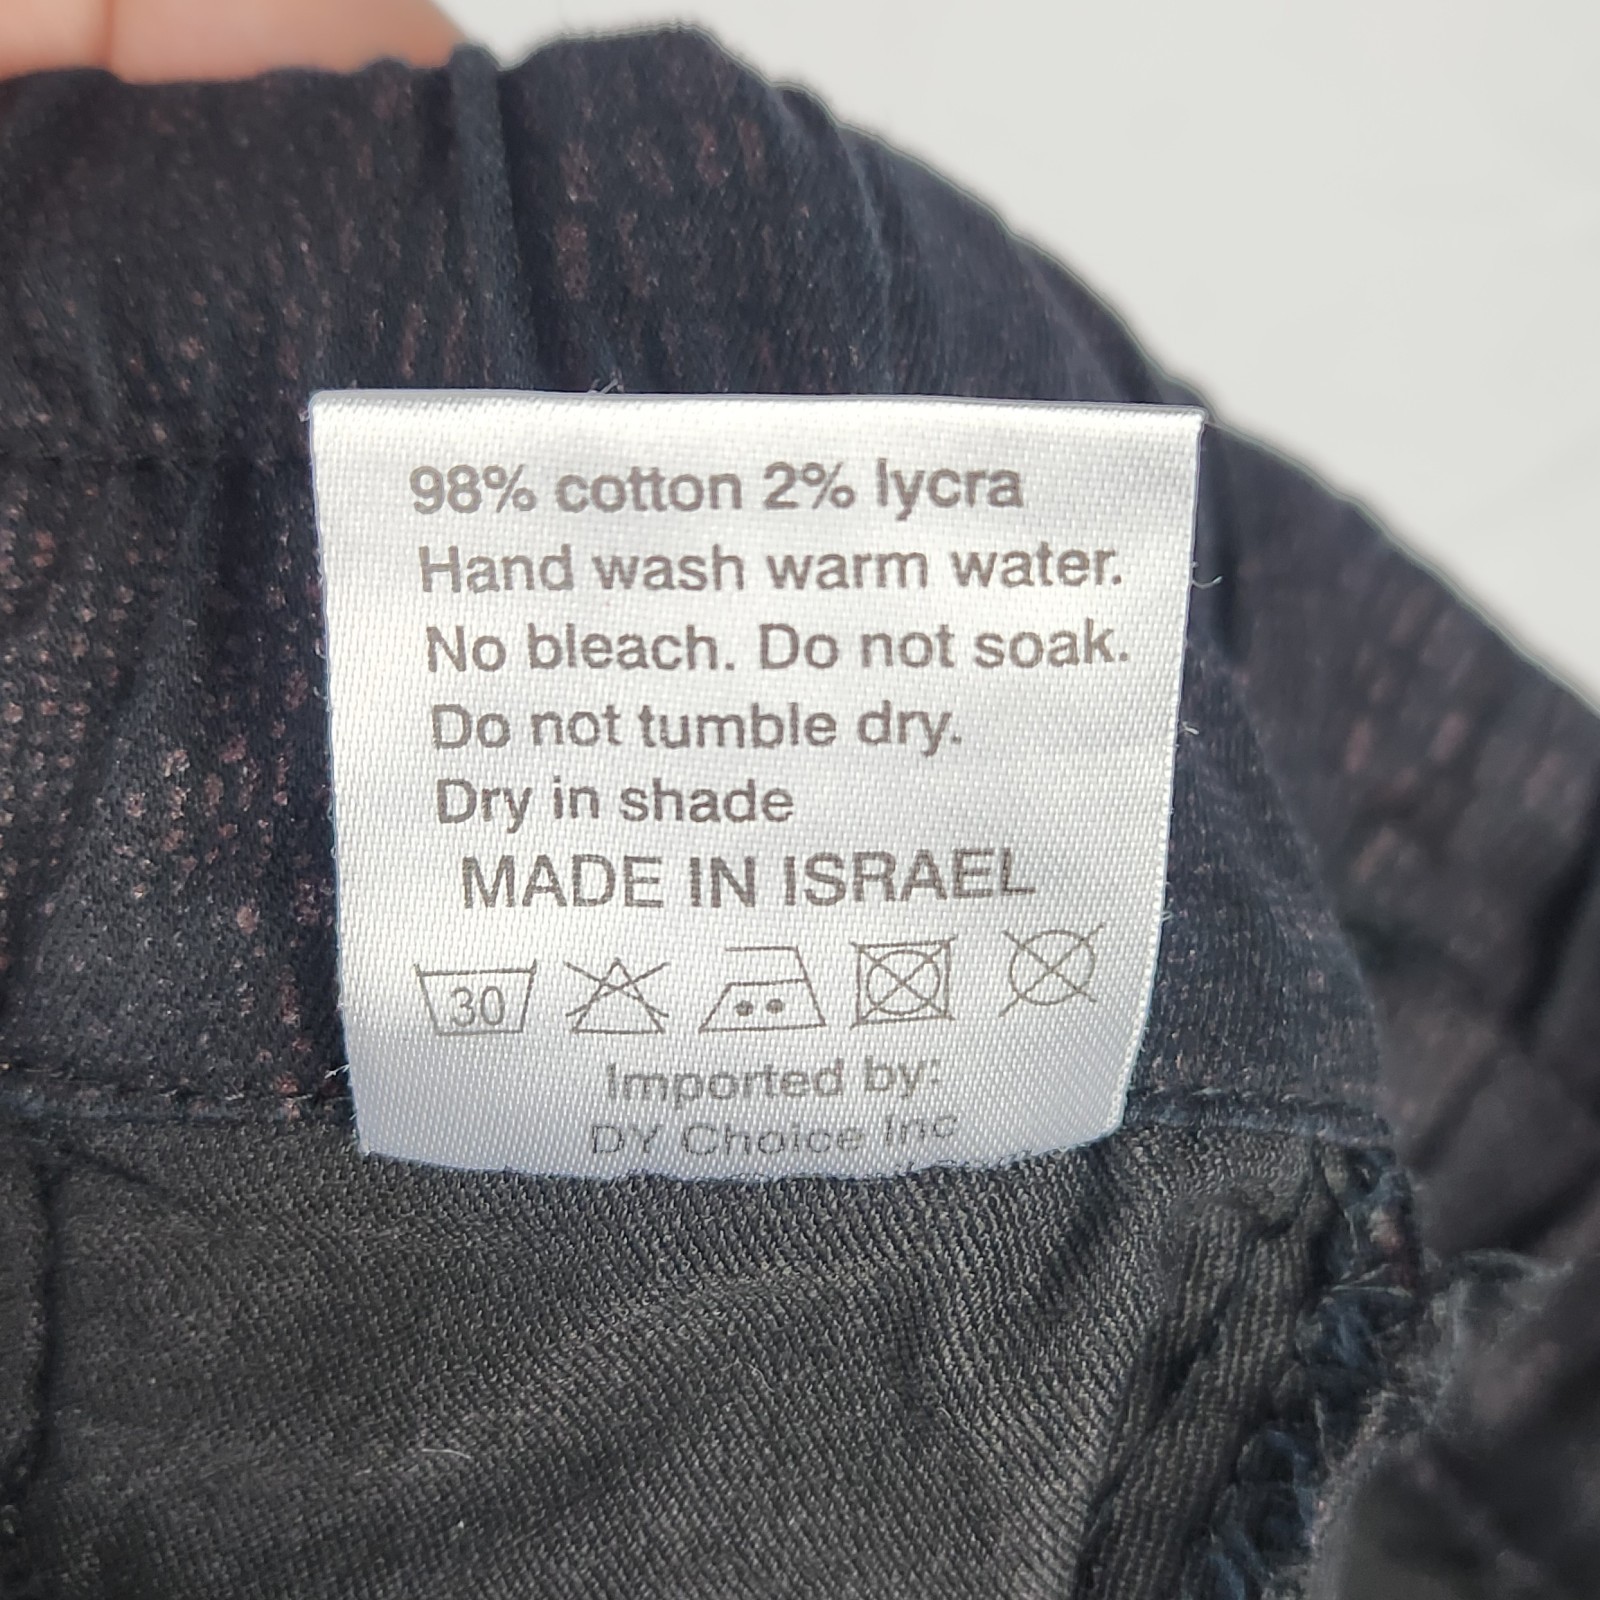 98% cotton 2% lycra
Hand wash warm water.
No bleach. Do not soak.
Do not tumble dry.
Dry in shade
MADE IN ISRAEL
30
Imported by:
DY Choice Inc